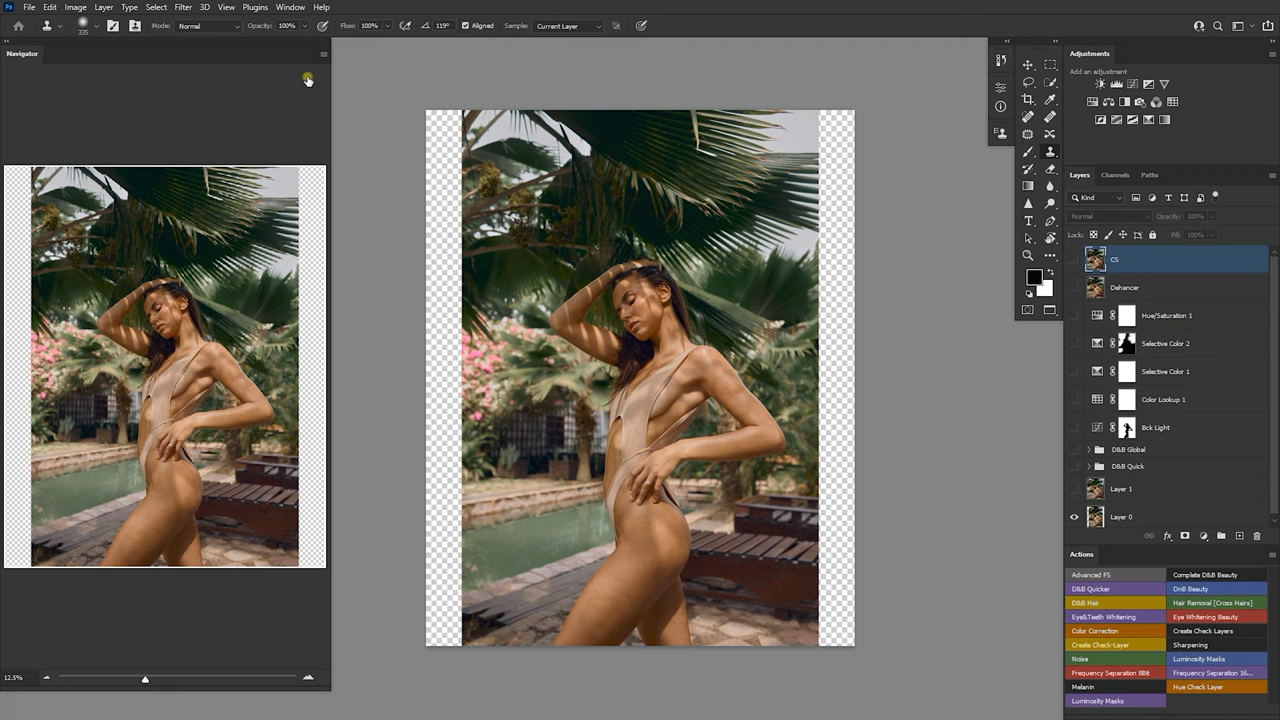 Ps File Edit Image Layer Type Select Filter 3D View Plugins Window Help
335 Mode: Normal Opacity: 100% Flow: 100% 119° Aligned Sample: Current Layer
Navigator
12.5%
Adjustments
Add an adjustment
Layers Channels Paths
Kind
Normal Opacity: 100%
Lock: Fill: 100%
CS
Dehancer
Hue/Saturation 1
Selective Color 2
Selective Color 1
Color Lookup 1
Bck Light
D&B Global
D&B Quick
Layer 1
Layer 0
fx
Actions
Advanced FS Complete D&B Beauty
D&B Quicker DnB Beauty
D&B Hair Hair Removal [Cross Hairs]
Eye&Teeth Whitening Eye Whitening Beauty
Color Correction Create Check Layers
Create Check-Layer Sharpening
Noise Luminosity Masks
Frequency Separation 8Bit Frequency Separation 16...
Melanin Hue Check Layer
Luminosity Masks